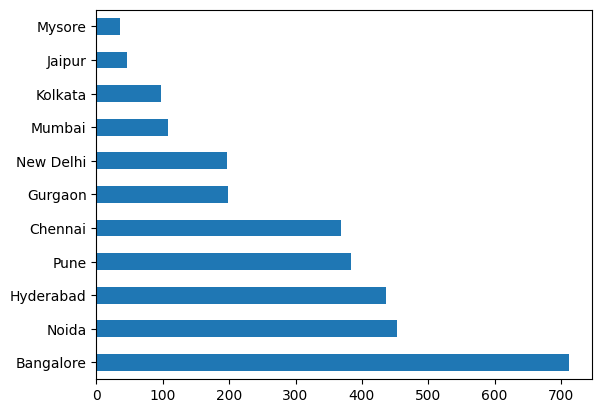 Mysore
Jaipur
Kolkata
Mumbai
New Delhi
Gurgaon
Chennai
Pune
Hyderabad
Noida
Bangalore
0 100 200 300 400 500 600 700